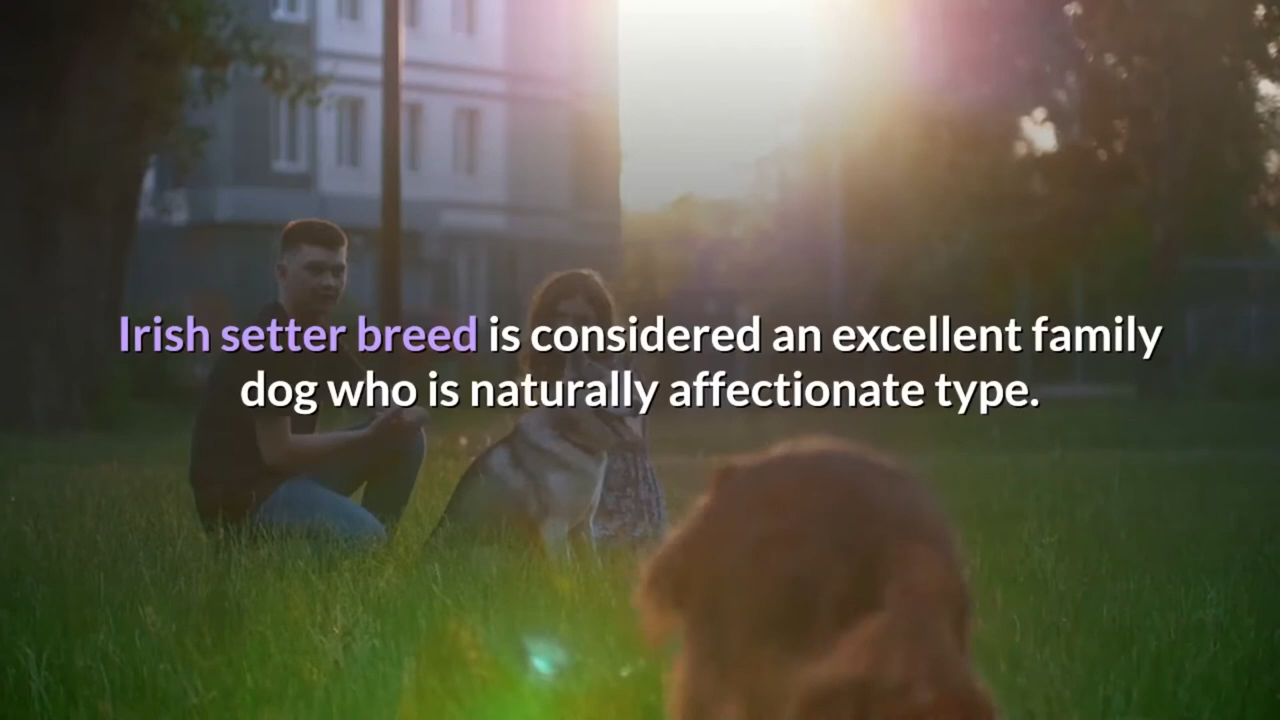 Irish setter breed is considered an excellent family
dog who is naturally affectionate type.